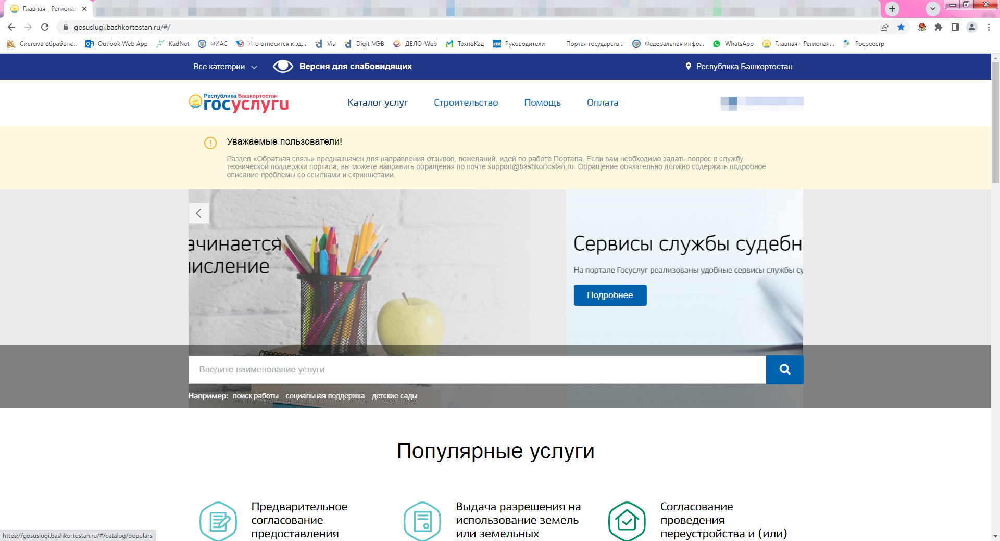 Главная - Регионал
gosuslugi.bashkortostan.ru/#/
Система обработк... Outlook Web App KadNet ФИАС Что относится к зд... Vis Digit МЭВ ДЕЛО-Web ТехноКад Руководители Портал государств... Федеральная инфо... WhatsApp Главная - Регионал... Росреестр
Все категории Версия для слабовидящих Республика Башкортостан
Республика Башкортостан
госуслуги
Каталог услуг Строительство Помощь Оплата
Уважаемые пользователи!
Раздел «Обратная связь» предназначен для направления отзывов, пожеланий, идей по работе Портала. Если вам необходимо задать вопрос в службу
технической поддержки портала, вы можете направить обращения по почте support@bashkortostan.ru. Обращение обязательно должно содержать подробное
описание проблемы со ссылками и скриншотами.
ачинается
числение
Сервисы службы судебн
На портале Госуслуг реализованы удобные сервисы службы су
Подробнее
Введите наименование услуги
Например: поиск работы социальная поддержка детские сады
Популярные услуги
Предварительное
согласование
предоставления
Выдача разрешения на
использование земель
или земельных
Согласование
проведения
переустройства и (или)
https://gosuslugi.bashkortostan.ru/#/catalog/populars